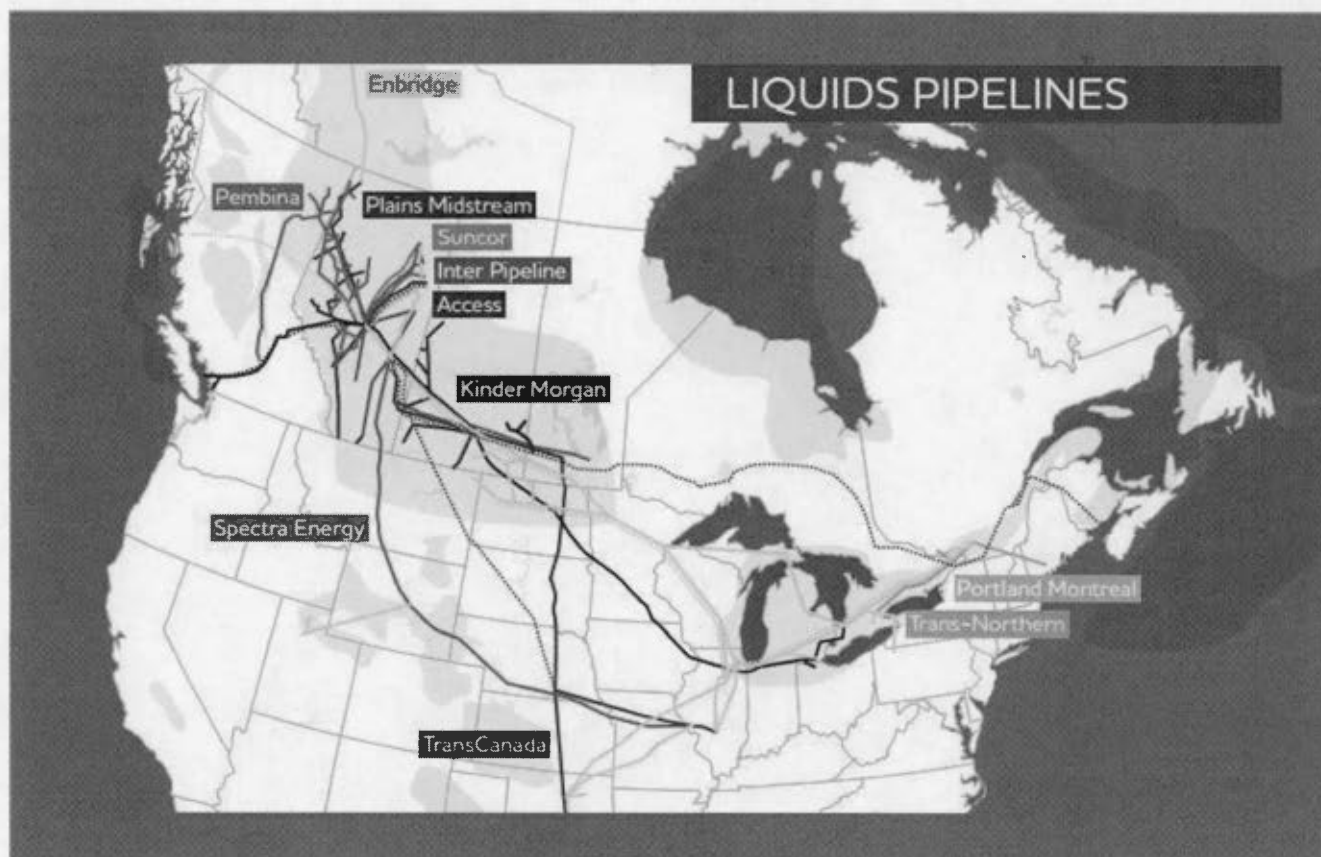 Enbridge
LIQUIDS PIPELINES
Pembina
Plains Midstream
Suncor
Inter Pipeline
Access
Kinder Morgan
Spectra Energy
Portland Montreal
Trans-Northern
TransCanada